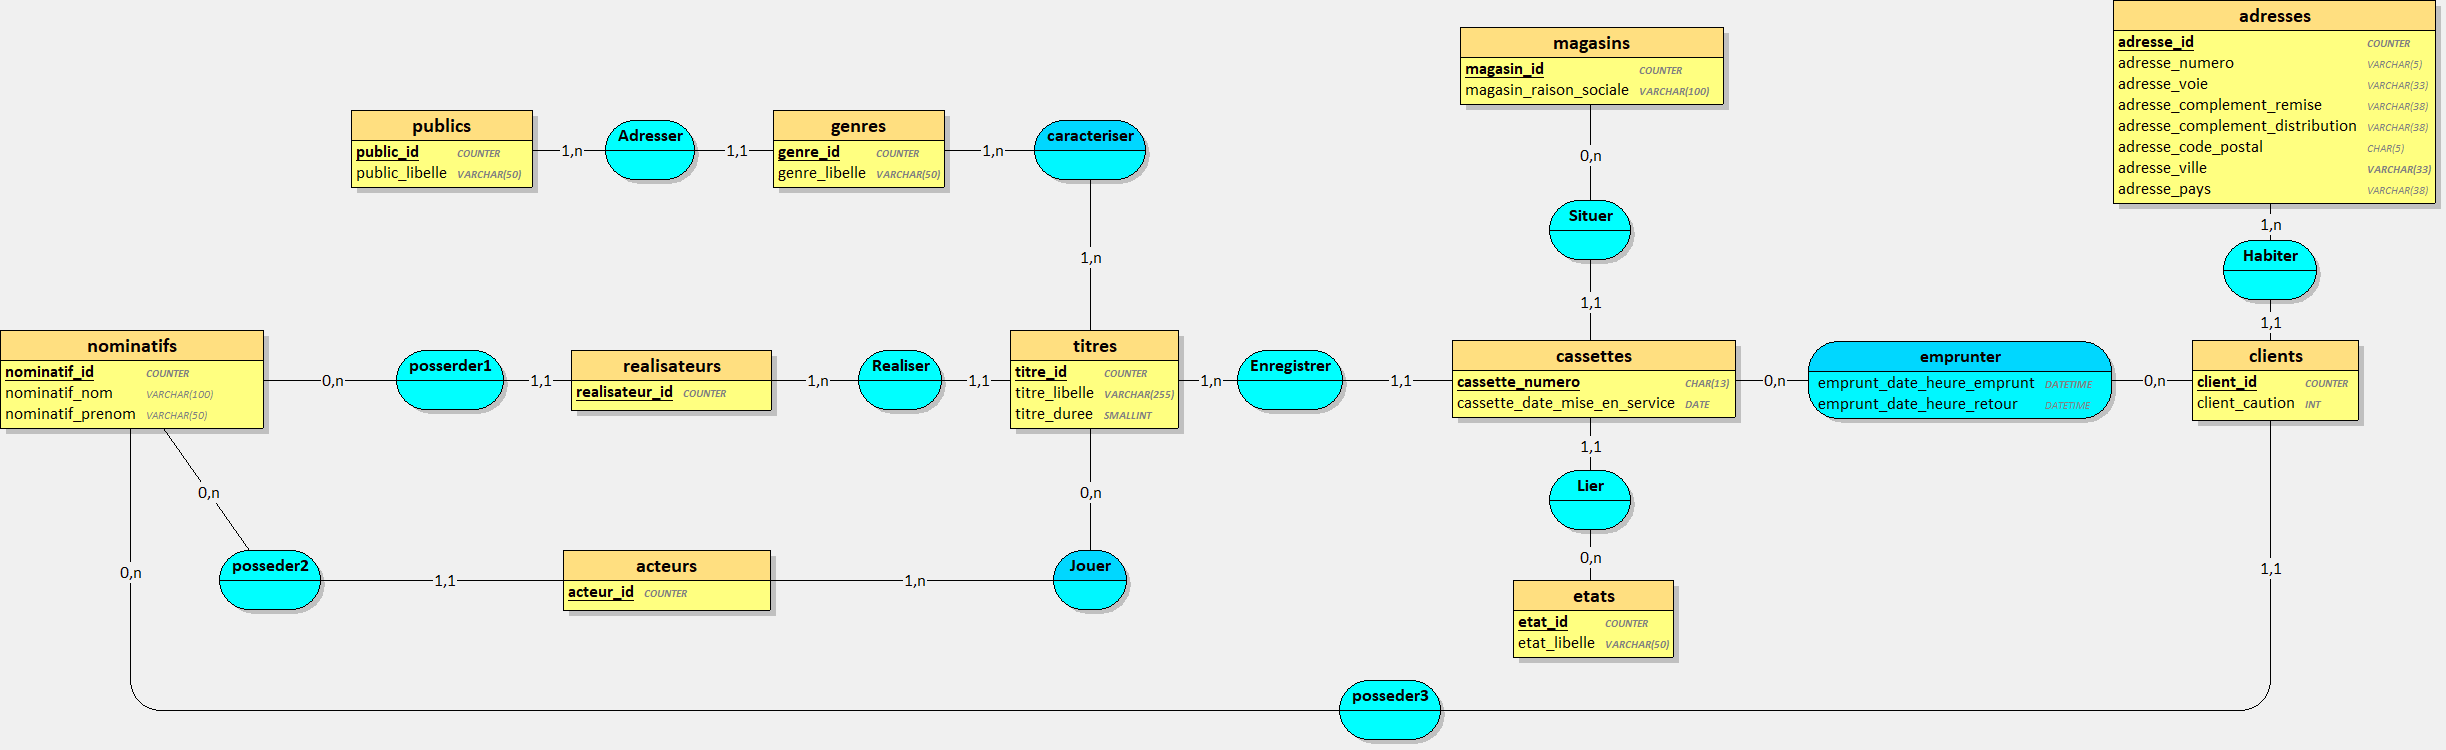 adresses
adresse_id COUNTER
adresse_numero VARCHAR(5)
adresse_voie VARCHAR(33)
adresse_complement_remise VARCHAR(38)
adresse_complement_distribution VARCHAR(38)
adresse_code_postal CHAR(5)
adresse_ville VARCHAR(33)
adresse_pays VARCHAR(38)
magasins
magasin_id COUNTER
magasin_raison_sociale VARCHAR(100)
publics
public_id COUNTER
public_libelle VARCHAR(50)
1,n
Adresser
1,1
genres
genre_id COUNTER
genre_libelle VARCHAR(50)
1,n
caracteriser
1,n
0,n
Situer
1,1
1,n
Habiter
1,1
nominatifs
nominatif_id COUNTER
nominatif_nom VARCHAR(100)
nominatif_prenom VARCHAR(50)
0,n
posserder1
1,1
realisateurs
realisateur_id COUNTER
1,n
Realiser
1,1
titres
titre_id COUNTER
titre_libelle VARCHAR(255)
titre_duree SMALLINT
1,n
Enregistrer
1,1
cassettes
cassette_numero CHAR(13)
cassette_date_mise_en_service DATE
0,n
emprunter
emprunt_date_heure_emprunt DATETIME
emprunt_date_heure_retour DATETIME
0,n
clients
client_id COUNTER
client_caution INT
0,n
posseder2
1,1
acteurs
acteur_id COUNTER
1,n
Jouer
0,n
1,1
Lier
0,n
etats
etat_id COUNTER
etat_libelle VARCHAR(50)
0,n
posseder3
1,1